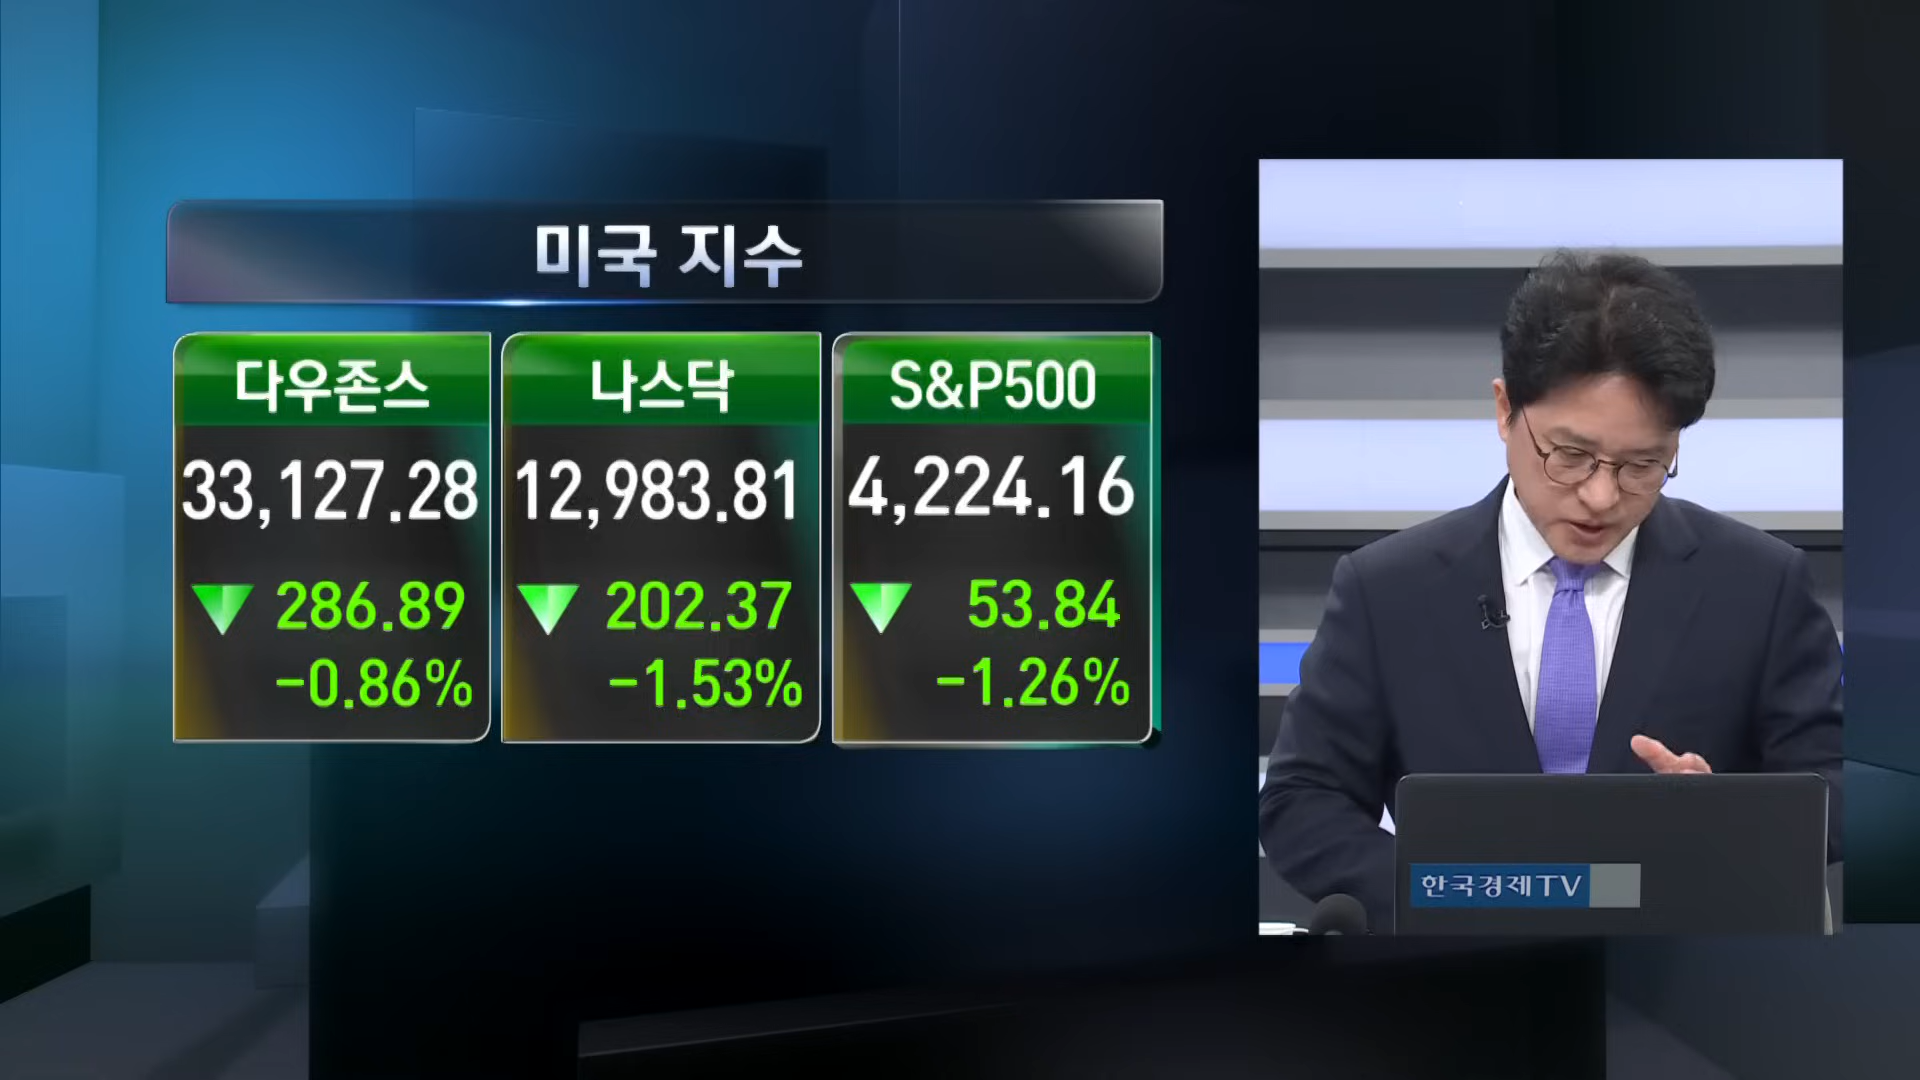 미국 지수
다우존스
33,127.28
▼ 286.89
-0.86%
나스닥
12,983.81
▼ 202.37
-1.53%
S&P500
4,224.16
▼ 53.84
-1.26%
한국경제TV